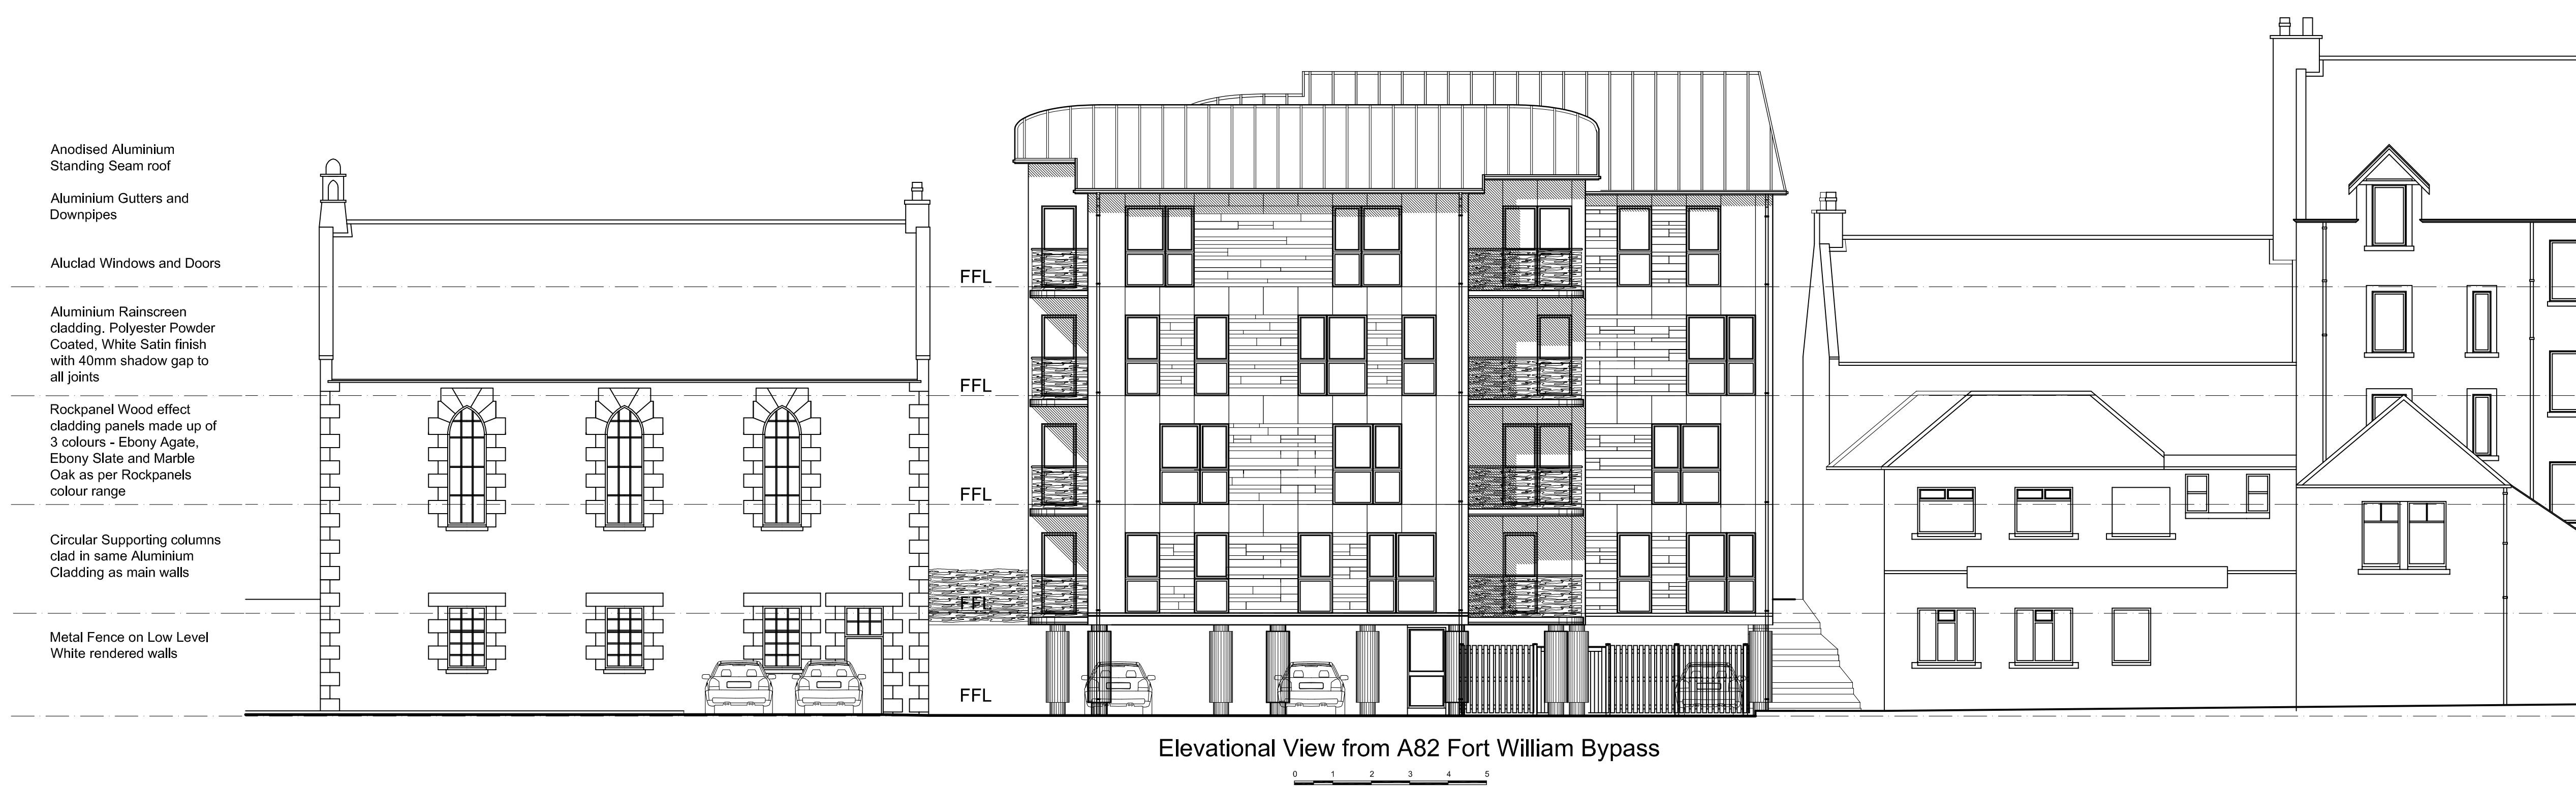 Anodised Aluminium
Standing Seam roof
Aluminium Gutters and
Downpipes
Aluclad Windows and Doors
Aluminium Rainscreen
cladding. Polyester Powder
Coated, White Satin finish
with 40mm shadow gap to
all joints
Rockpanel Wood effect
cladding panels made up of
3 colours - Ebony Agate,
Ebony Slate and Marble
Oak as per Rockpanels
colour range
Circular Supporting columns
clad in same Aluminium
Cladding as main walls
Metal Fence on Low Level
White rendered walls
FFL
FFL
FFL
FFL
FFL
Elevational View from A82 Fort William Bypass
0 1 2 3 4 5